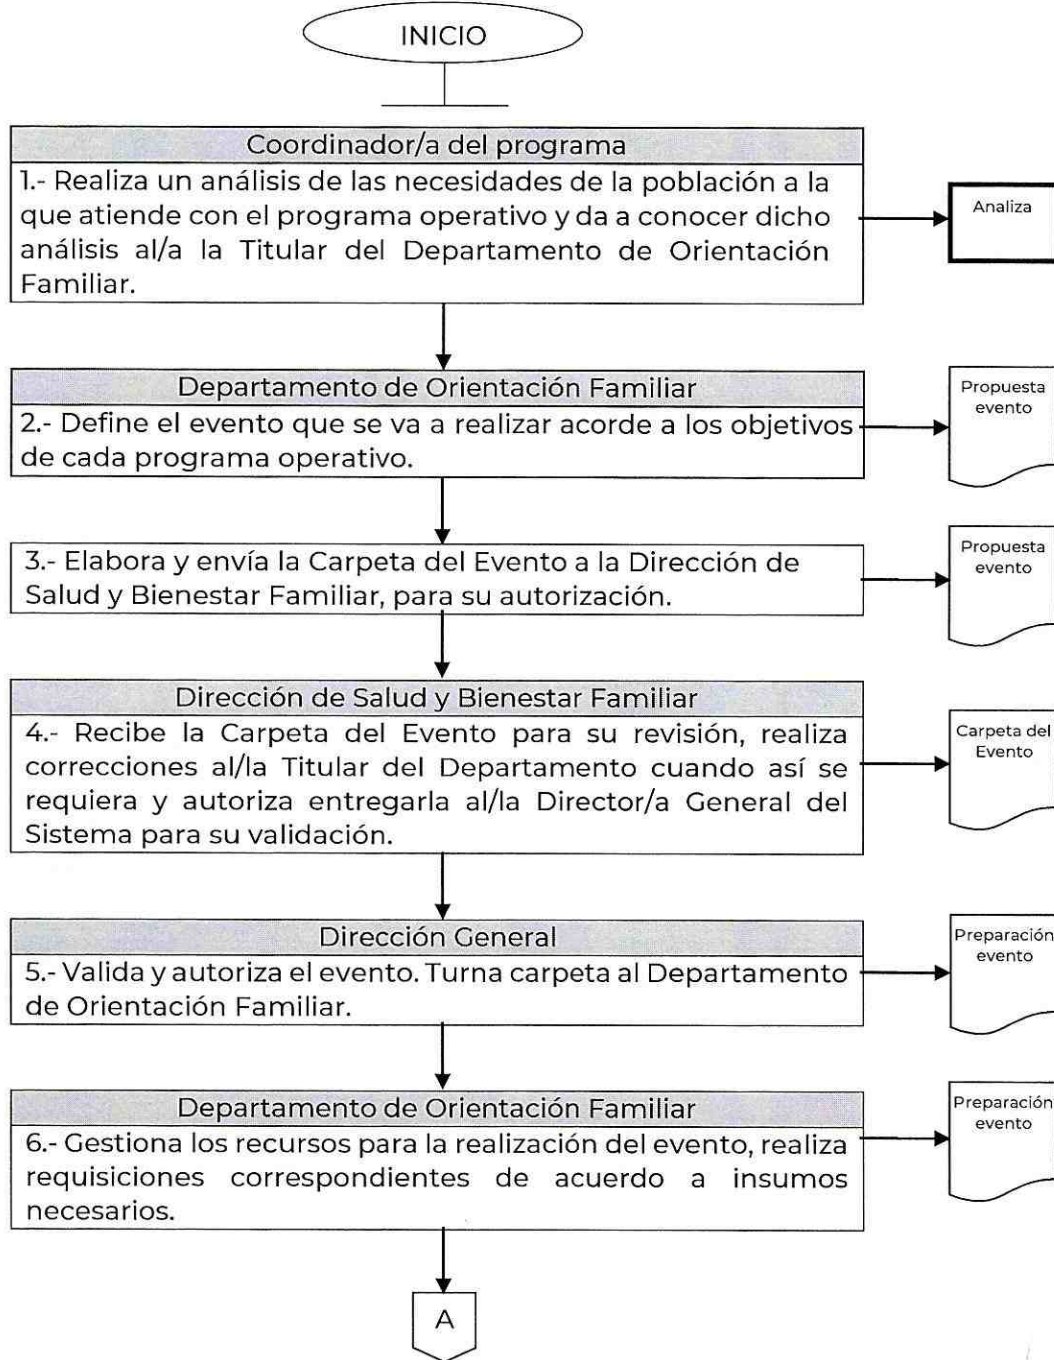 INICIO
Coordinador/a del programa
1.- Realiza un análisis de las necesidades de la población a la
que atiende con el programa operativo y da a conocer dicho
análisis al/a la Titular del Departamento de Orientación
Familiar.
Analiza
Departamento de Orientación Familiar
2.- Define el evento que se va a realizar acorde a los objetivos
de cada programa operativo.
Propuesta
evento
3.- Elabora y envía la Carpeta del Evento a la Dirección de
Salud y Bienestar Familiar, para su autorización.
Propuesta
evento
Dirección de Salud y Bienestar Familiar
4.- Recibe la Carpeta del Evento para su revisión, realiza
correcciones al/la Titular del Departamento cuando así se
requiera y autoriza entregarla al/la Director/a General del
Sistema para su validación.
Carpeta del
Evento
Dirección General
5.- Valida y autoriza el evento. Turna carpeta al Departamento
de Orientación Familiar.
Preparación
evento
Departamento de Orientación Familiar
6.- Gestiona los recursos para la realización del evento, realiza
requisiciones correspondientes de acuerdo a insumos
necesarios.
Preparación
evento
A